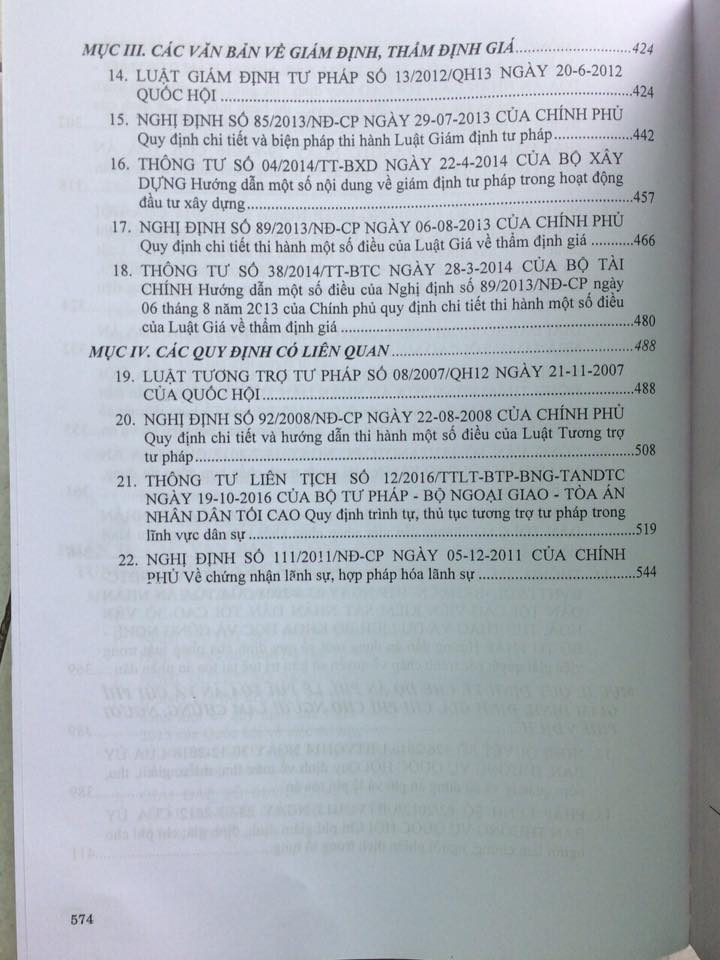 MỤC III. CÁC VĂN BẢN VỀ GIÁM ĐỊNH, THẨM ĐỊNH GIÁ.....................424
14. LUẬT GIÁM ĐỊNH TƯ PHÁP SỐ 13/2012/QH13 NGÀY 20-6-2012
QUỐC HỘI.....................424
15. NGHỊ ĐỊNH SỐ 85/2013/NĐ-CP NGÀY 29-07-2013 CỦA CHÍNH PHỦ
Quy định chi tiết và biện pháp thi hành Luật Giám định tư pháp............442
16. THÔNG TƯ SỐ 04/2014/TT-BXD NGÀY 22-4-2014 CỦA BỘ XÂY
DỰNG Hướng dẫn một số nội dung về giám định tư pháp trong hoạt động
đầu tư xây dựng.....................457
17. NGHỊ ĐỊNH SỐ 89/2013/NĐ-CP NGÀY 06-08-2013 CỦA CHÍNH PHỦ
Quy định chi tiết thi hành một số điều của Luật Giá về thẩm định giá.......466
18. THÔNG TƯ SỐ 38/2014/TT-BTC NGÀY 28-3-2014 CỦA BỘ TÀI
CHÍNH Hướng dẫn một số điều của Nghị định số 89/2013/NĐ-CP ngày
06 tháng 8 năm 2013 của Chính phủ quy định chi tiết thi hành một số điều
của Luật Giá về thẩm định giá.....................480
MỤC IV. CÁC QUY ĐỊNH CÓ LIÊN QUAN.....................488
19. LUẬT TƯƠNG TRỢ TƯ PHÁP SỐ 08/2007/QH12 NGÀY 21-11-2007
CỦA QUỐC HỘI.....................488
20. NGHỊ ĐỊNH SỐ 92/2008/NĐ-CP NGÀY 22-08-2008 CỦA CHÍNH PHỦ
Quy định chi tiết và hướng dẫn thi hành một số điều của Luật Tương trợ
tư pháp.....................508
21. THÔNG TƯ LIÊN TỊCH SỐ 12/2016/TTLT-BTP-BNG-TANDTC
NGÀY 19-10-2016 CỦA BỘ TƯ PHÁP - BỘ NGOẠI GIAO - TÒA ÁN
NHÂN DÂN TỐI CAO Quy định trình tự, thủ tục tương trợ tư pháp trong
lĩnh vực dân sự.....................519
22. NGHỊ ĐỊNH SỐ 111/2011/NĐ-CP NGÀY 05-12-2011 CỦA CHÍNH
PHỦ Về chứng nhận lãnh sự, hợp pháp hóa lãnh sự.....................544
574